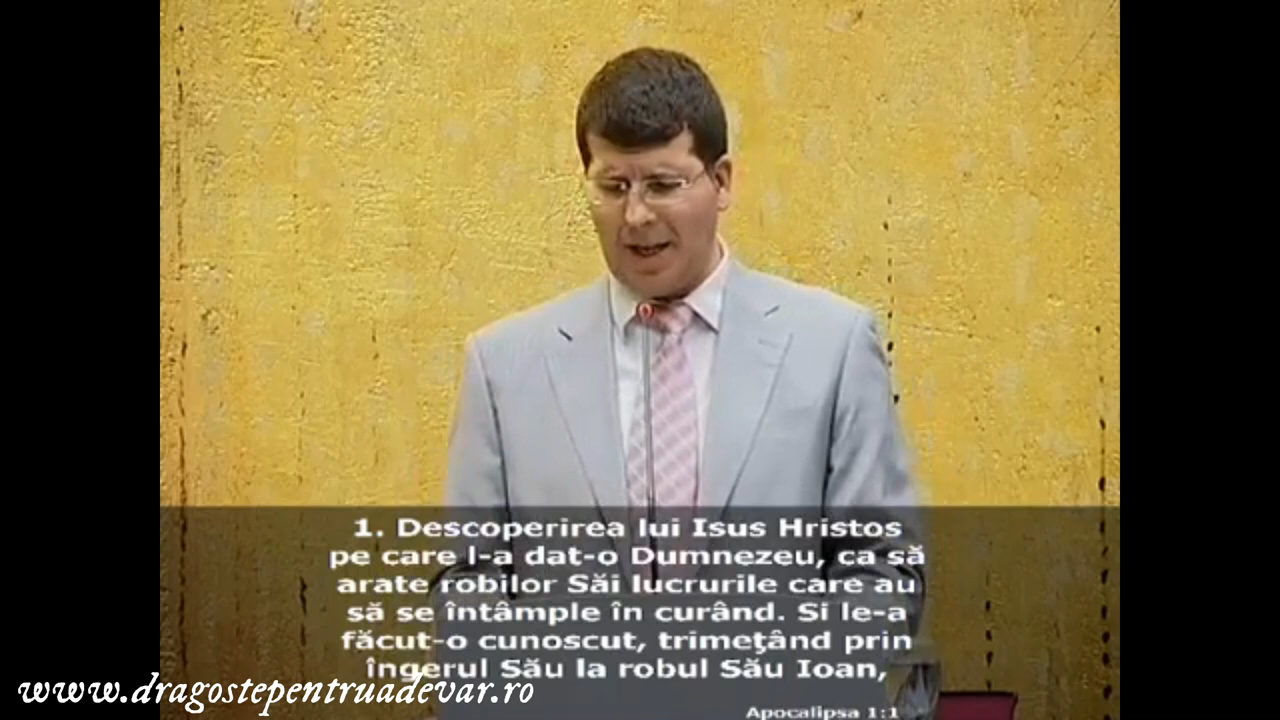 1. Descoperirea lui Isus Hristos
pe care l-a dat-o Dumnezeu, ca să
arate robilor Săi lucrurile care au
să se întâmple în curând. Si le-a
făcut-o cunoscut, trimeţând prin
îngerul Său la robul Său Ioan,
www.dragostepentruadevar.ro
Apocalipsa 1:1